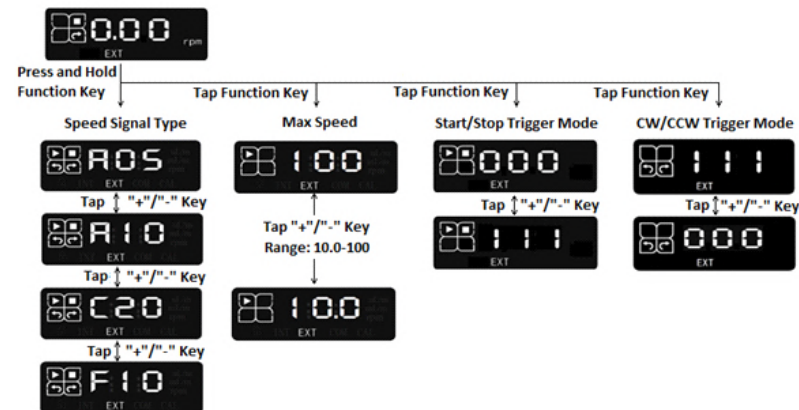 0.00 rpm
EXT
Press and Hold
Function Key
Tap Function Key
Tap Function Key
Tap Function Key
Speed Signal Type
Max Speed
Start/Stop Trigger Mode
CW/CCW Trigger Mode
A05
EXT
100
EXT
000
EXT
111
EXT
Tap "+"/"-" Key
Tap "+"/"-" Key
Tap "+"/"-" Key
A10
EXT
Tap "+"/"-" Key
Range: 10.0-100
111
EXT
000
EXT
Tap "+"/"-" Key
C20
EXT
10.0
EXT
Tap "+"/"-" Key
F10
EXT